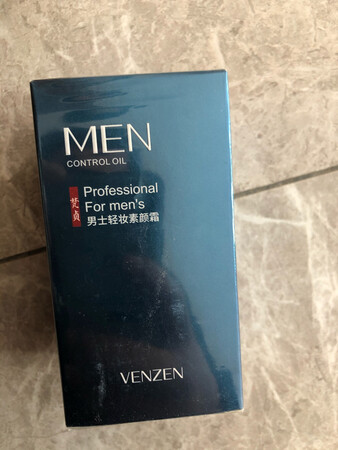 MEN
CONTROL OIL
梵贞
Professional
For men's
男士轻妆素颜霜
VENZEN